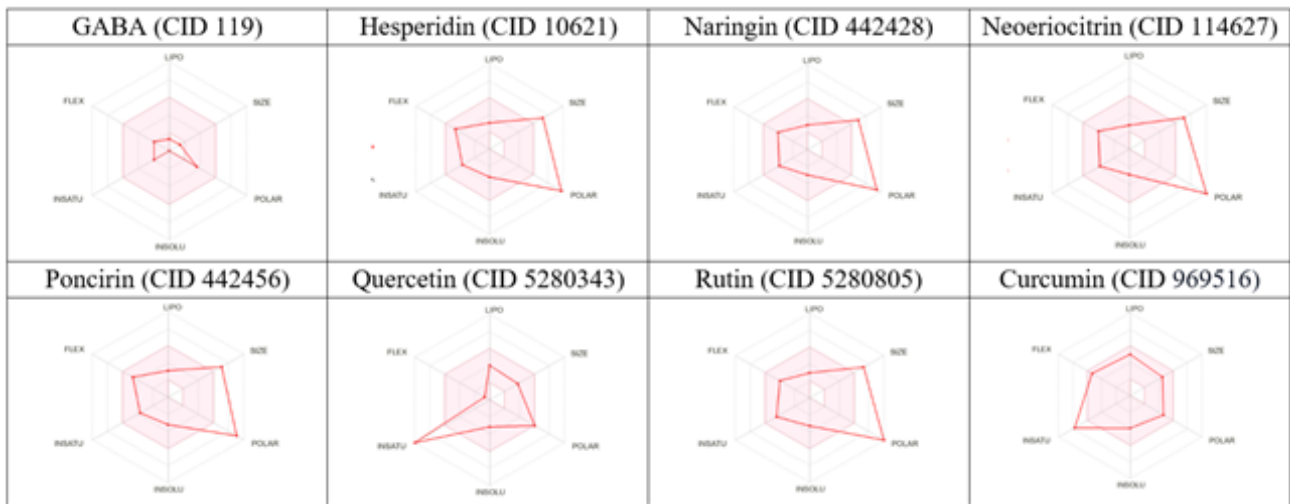 GABA (CID 119) Hesperidin (CID 10621) Naringin (CID 442428) Neoeriocitrin (CID 114627)
LIPO LIPO LIPO LIPO
FLEX SIZE FLEX SIZE FLEX SIZE FLEX SIZE
INSATU POLAR INSATU POLAR INSATU POLAR INSATU POLAR
INSOLU INSOLU INSOLU INSOLU
Poncirin (CID 442456) Quercetin (CID 5280343) Rutin (CID 5280805) Curcumin (CID 969516)
LIPO LIPO LIPO LIPO
FLEX SIZE FLEX SIZE FLEX SIZE FLEX SIZE
INSATU POLAR INSATU POLAR INSATU POLAR INSATU POLAR
INSOLU INSOLU INSOLU INSOLU